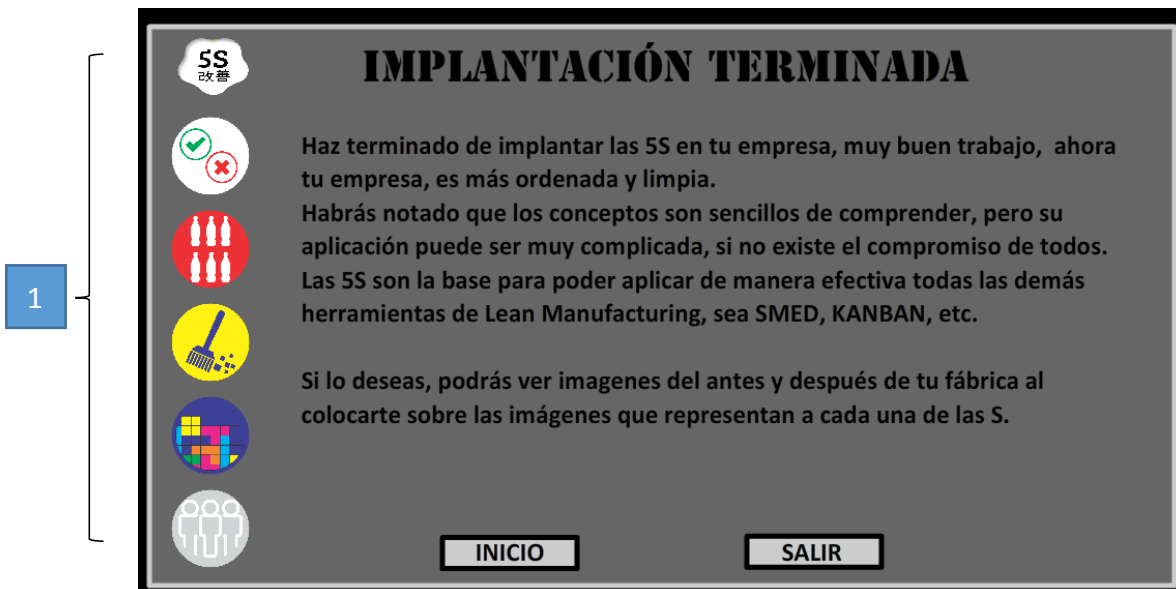 5S
改善
IMPLANTACIÓN TERMINADA
Haz terminado de implantar las 5S en tu empresa, muy buen trabajo, ahora
tu empresa, es más ordenada y limpia.
Habrás notado que los conceptos son sencillos de comprender, pero su
aplicación puede ser muy complicada, si no existe el compromiso de todos.
Las 5S son la base para poder aplicar de manera efectiva todas las demás
herramientas de Lean Manufacturing, sea SMED, KANBAN, etc.
1
Si lo deseas, podrás ver imagenes del antes y después de tu fábrica al
colocarte sobre las imágenes que representan a cada una de las S.
INICIO
SALIR